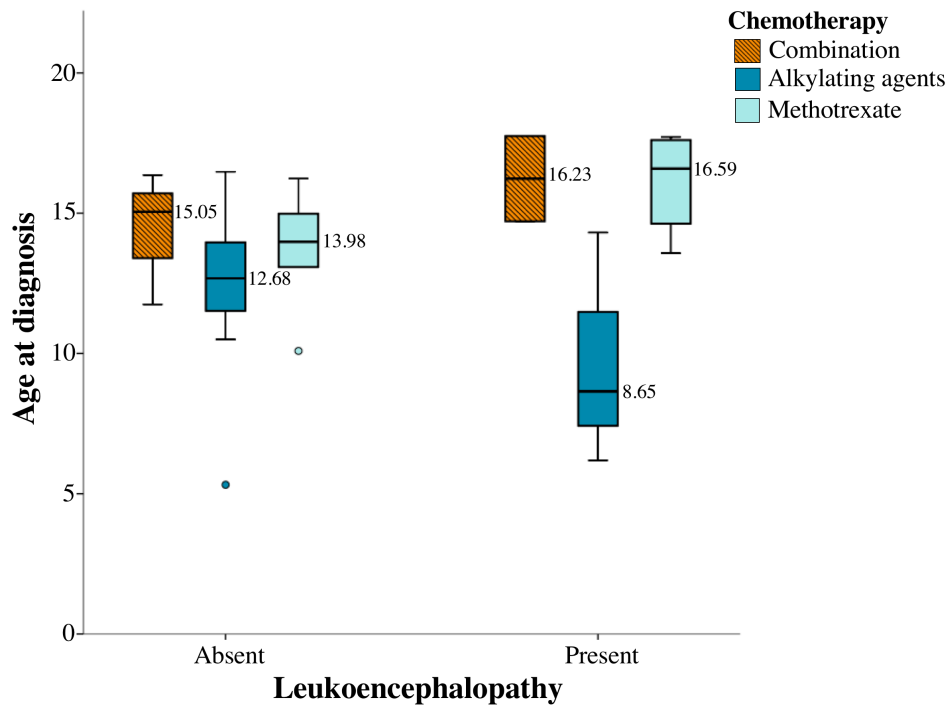 Chemotherapy
Combination
Alkylating agents
Methotrexate
Age at diagnosis
20
15
10
5
0
15.05
12.68
13.98
16.23
8.65
16.59
Absent
Present
Leukoencephalopathy